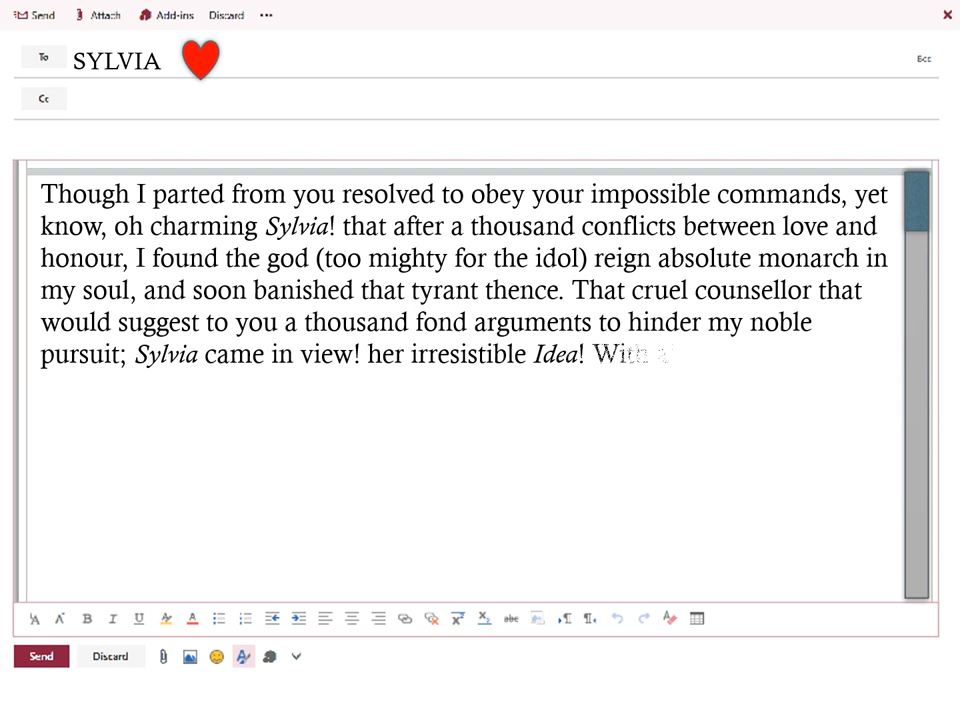 Send Attach Add-ins Discard
To SYLVIA Bcc
Cc
Though I parted from you resolved to obey your impossible commands, yet
know, oh charming Sylvia! that after a thousand conflicts between love and
honour, I found the god (too mighty for the idol) reign absolute monarch in
my soul, and soon banished that tyrant thence. That cruel counsellor that
would suggest to you a thousand fond arguments to hinder my noble
pursuit; Sylvia came in view! her irresistible Idea!
B I U abc
Send Discard